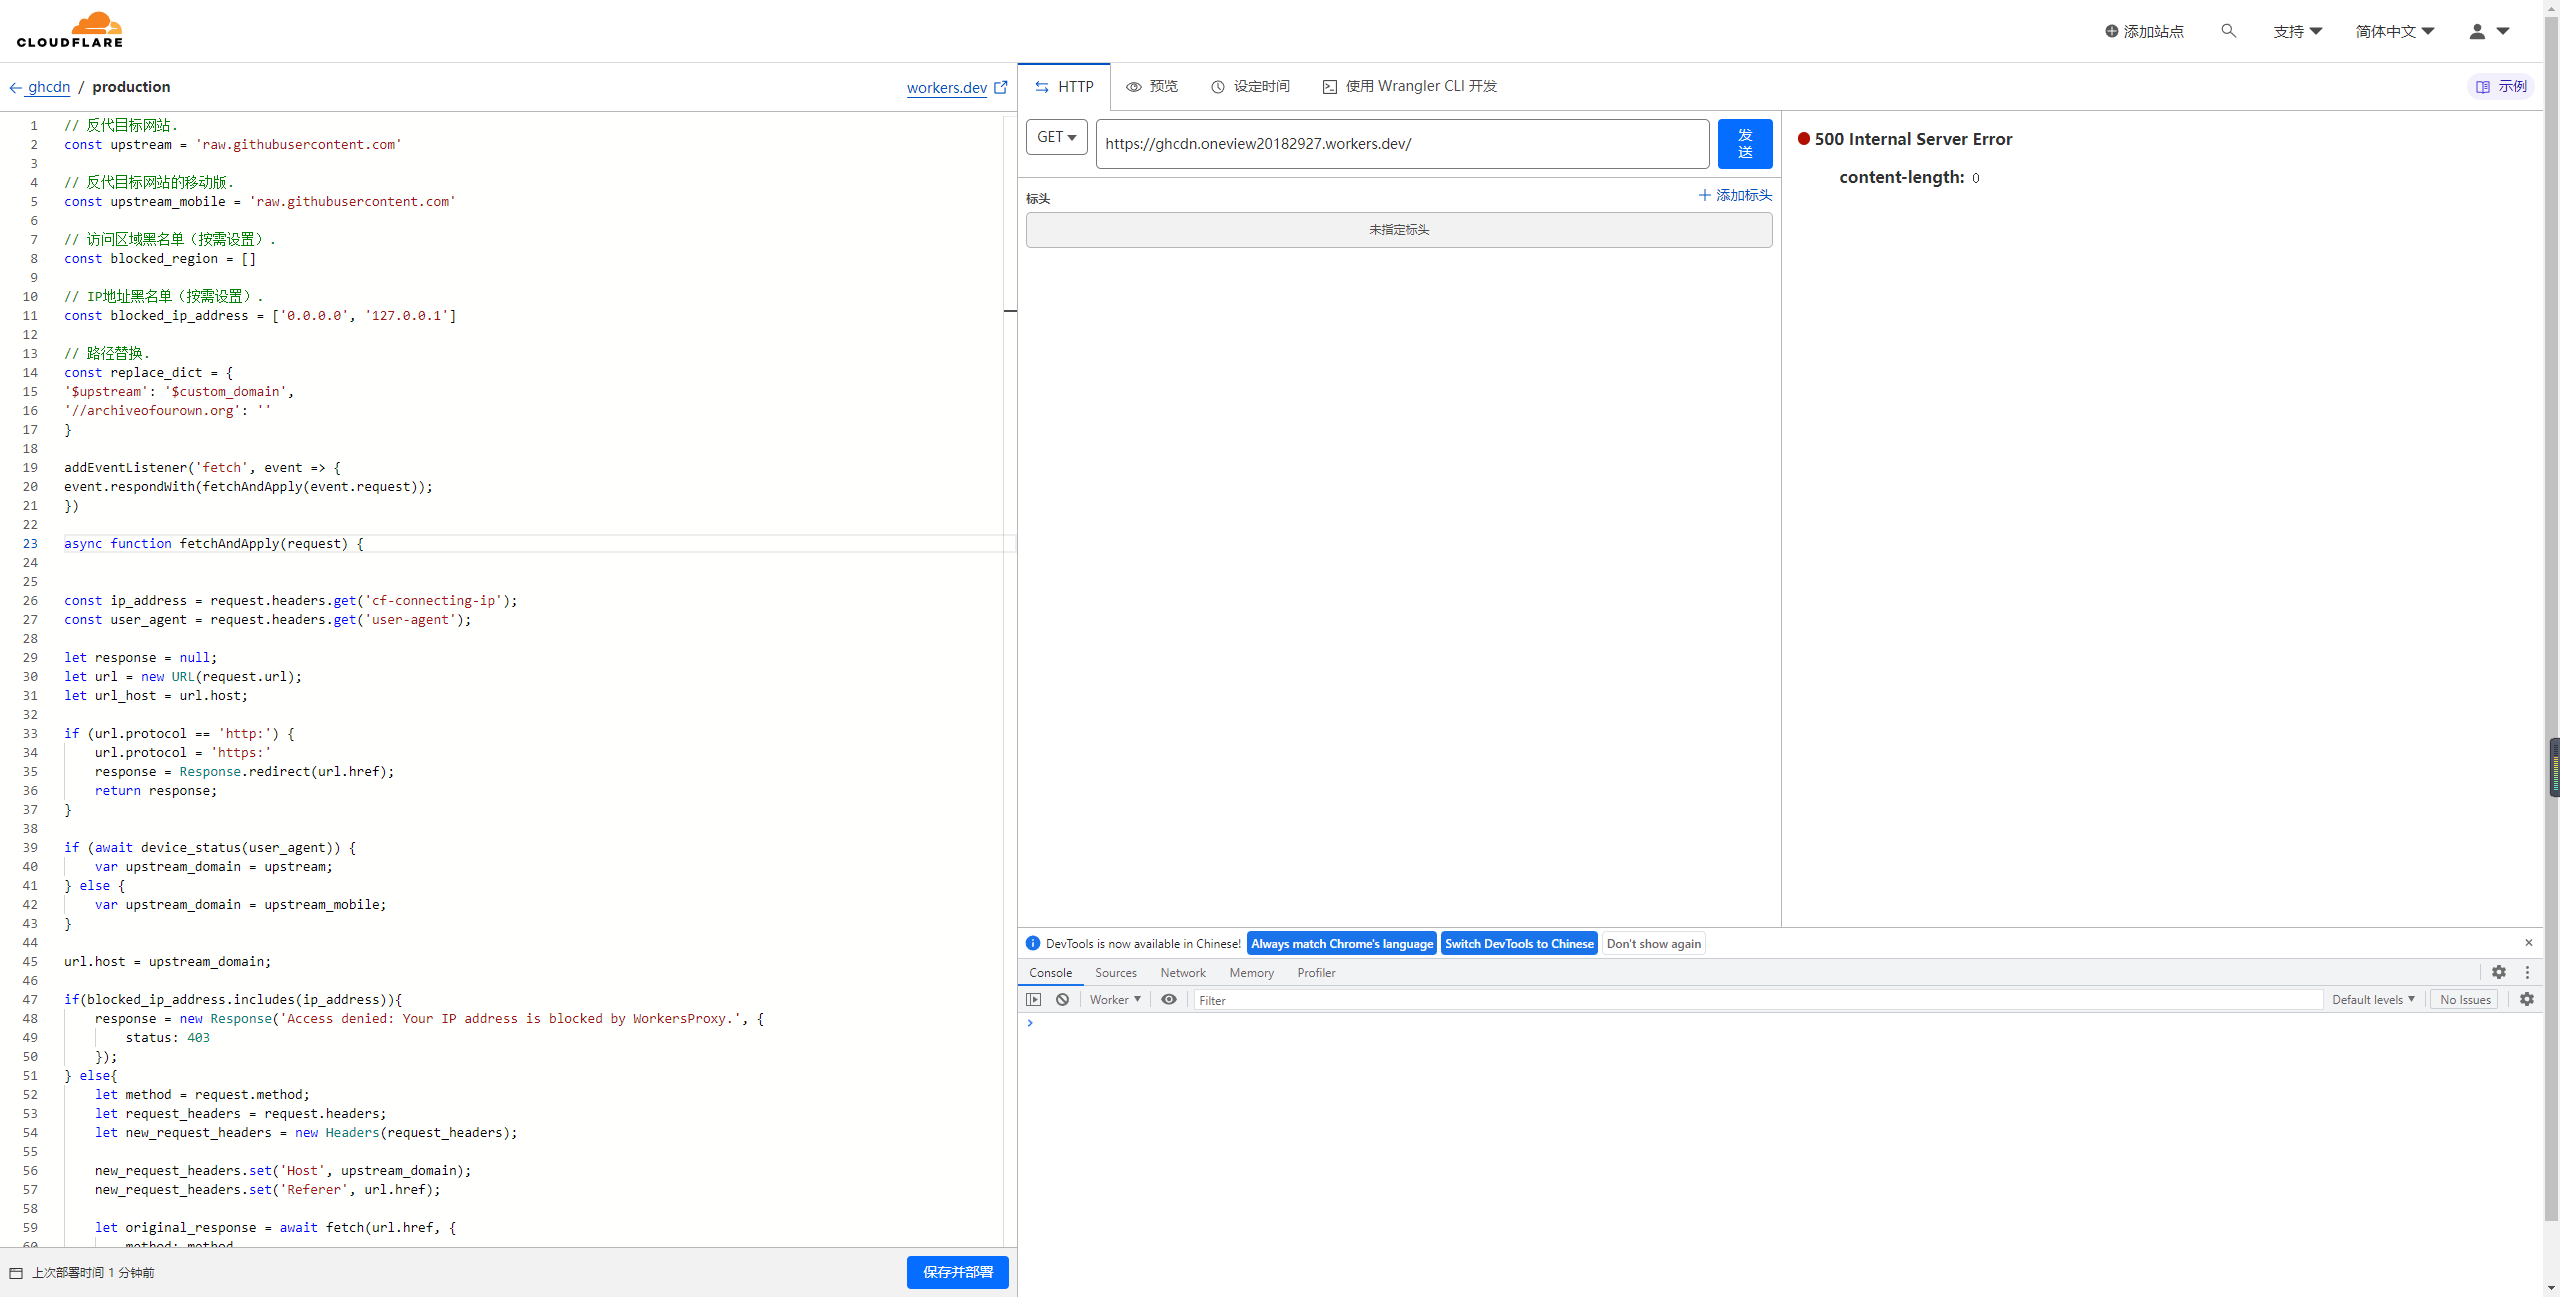 CLOUDFLARE
添加站点
支持
简体中文
ghcdn / production
workers.dev
1 // 反代目标网站.
2 const upstream = 'raw.githubusercontent.com'
3
4 // 反代目标网站的移动版.
5 const upstream_mobile = 'raw.githubusercontent.com'
6
7 // 访问区域黑名单（按需设置）.
8 const blocked_region = []
9
10 // IP地址黑名单（按需设置）.
11 const blocked_ip_address = ['0.0.0.0', '127.0.0.1']
12
13 // 路径替换.
14 const replace_dict = {
15 '$upstream': '$custom_domain',
16 '//archiveofourown.org': ''
17 }
18
19 addEventListener('fetch', event => {
20 event.respondWith(fetchAndApply(event.request));
21 })
22
23 async function fetchAndApply(request) {
24
25
26 const ip_address = request.headers.get('cf-connecting-ip');
27 const user_agent = request.headers.get('user-agent');
28
29 let response = null;
30 let url = new URL(request.url);
31 let url_host = url.host;
32
33 if (url.protocol == 'http:') {
34 url.protocol = 'https:'
35 response = Response.redirect(url.href);
36 return response;
37 }
38
39 if (await device_status(user_agent)) {
40 var upstream_domain = upstream;
41 } else {
42 var upstream_domain = upstream_mobile;
43 }
44
45 url.host = upstream_domain;
46
47 if(blocked_ip_address.includes(ip_address)){
48 response = new Response('Access denied: Your IP address is blocked by WorkersProxy.', {
49 status: 403
50 });
51 } else{
52 let method = request.method;
53 let request_headers = request.headers;
54 let new_request_headers = new Headers(request_headers);
55
56 new_request_headers.set('Host', upstream_domain);
57 new_request_headers.set('Referer', url.href);
58
59 let original_response = await fetch(url.href, {
60 method: method
上次部署时间 1 分钟前
保存并部署
HTTP
预览
设定时间
使用 Wrangler CLI 开发
示例
GET
https://ghcdn.oneview20182927.workers.dev/
发
送
标头
添加标头
未指定标头
500 Internal Server Error
content-length: 0
DevTools is now available in Chinese! Always match Chrome's language Switch DevTools to Chinese Don't show again
Console Sources Network Memory Profiler
Worker
Filter
Default levels
No Issues